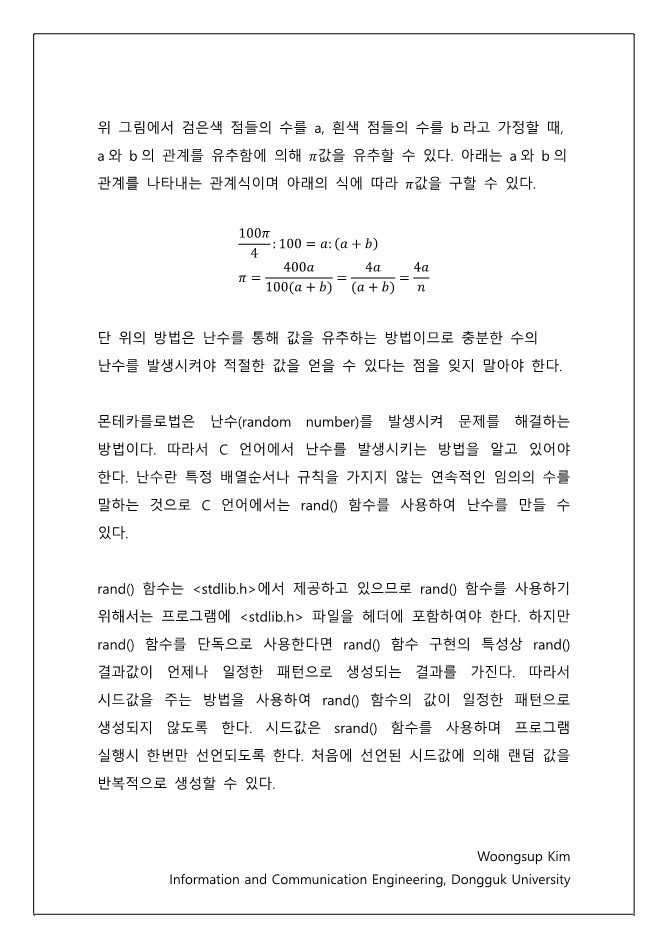 위 그림에서 검은색 점들의 수를 a, 흰색 점들의 수를 b 라고 가정할 때,
a 와 b 의 관계를 유추함에 의해 π값을 유추할 수 있다. 아래는 a 와 b 의
관계를 나타내는 관계식이며 아래의 식에 따라 π값을 구할 수 있다.
100π/4 : 100 = a: (a + b)
π = 400a/100(a + b) = 4a/(a + b) = 4a/n
단 위의 방법은 난수를 통해 값을 유추하는 방법이므로 충분한 수의
난수를 발생시켜야 적절한 값을 얻을 수 있다는 점을 잊지 말아야 한다.
몬테카를로법은 난수(random number)를 발생시켜 문제를 해결하는
방법이다. 따라서 C 언어에서 난수를 발생시키는 방법을 알고 있어야
한다. 난수란 특정 배열순서나 규칙을 가지지 않는 연속적인 임의의 수를
말하는 것으로 C 언어에서는 rand() 함수를 사용하여 난수를 만들 수
있다.
rand() 함수는 <stdlib.h>에서 제공하고 있으므로 rand() 함수를 사용하기
위해서는 프로그램에 <stdlib.h> 파일을 헤더에 포함하여야 한다. 하지만
rand() 함수를 단독으로 사용한다면 rand() 함수 구현의 특성상 rand()
결과값이 언제나 일정한 패턴으로 생성되는 결과를 가진다. 따라서
시드값을 주는 방법을 사용하여 rand() 함수의 값이 일정한 패턴으로
생성되지 않도록 한다. 시드값은 srand() 함수를 사용하며 프로그램
실행시 한번만 선언되도록 한다. 처음에 선언된 시드값에 의해 랜덤 값을
반복적으로 생성할 수 있다.
Woongsup Kim
Information and Communication Engineering, Dongguk University